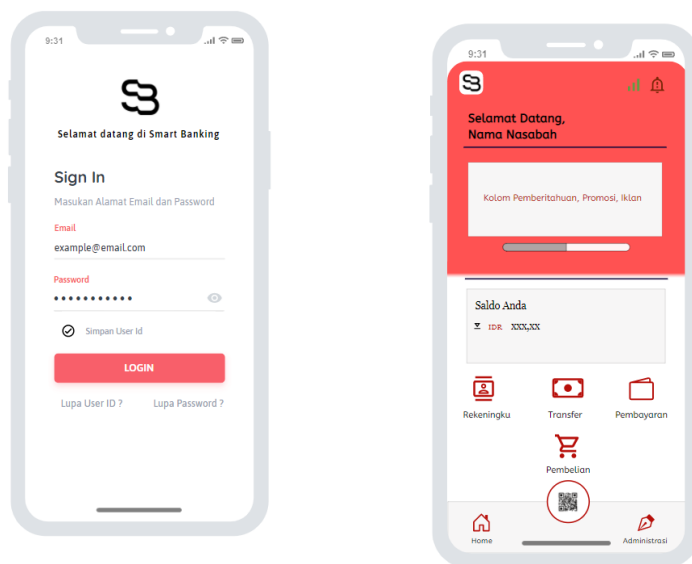 9:31
SB
Selamat datang di Smart Banking
Sign In
Masukan Alamat Email dan Password
Email
example@email.com
Password
Simpan User Id
LOGIN
Lupa User ID ?
Lupa Password ?
9:31
SB
Selamat Datang,
Nama Nasabah
Kolom Pemberitahuan, Promosi, Iklan
Saldo Anda
IDR XXX,XX
Rekeningku
Transfer
Pembayaran
Pembelian
Home
Administrasi